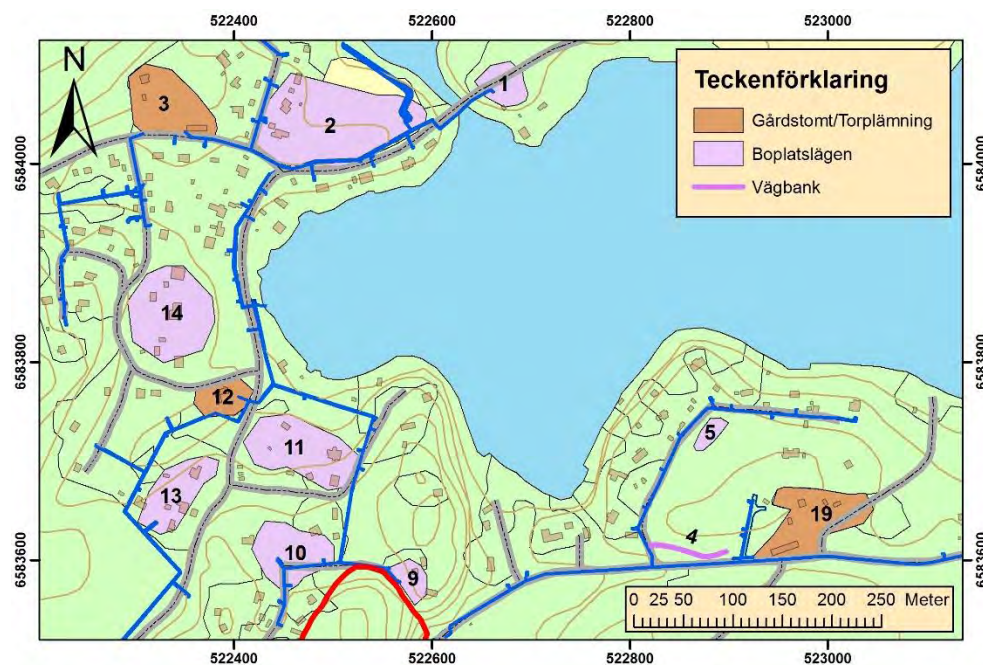 522400 522600 522800 523000
N
Teckenförklaring
Gårdstomt/Torplämning
Boplatslägen
Vägbank
3
1
2
6584000
6584000
14
6583800
6583800
12
11
5
13
19
4
10
9
6583600
6583600
0 25 50 100 150 200 250 Meter
522400 522600 522800 523000